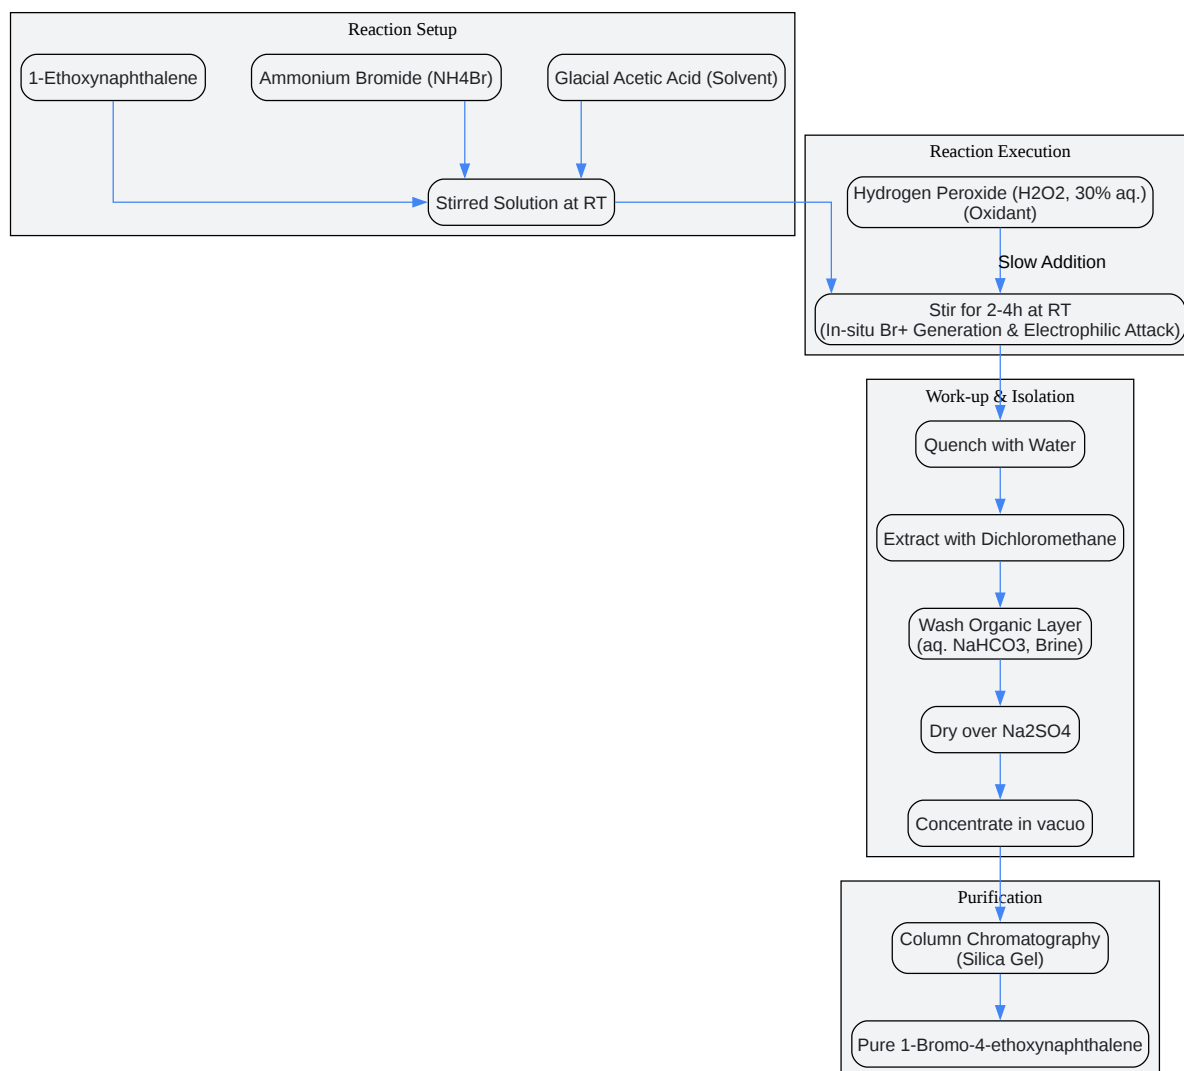 Reaction Setup
1-Ethoxynaphthalene
Ammonium Bromide (NH4Br)
Glacial Acetic Acid (Solvent)
Stirred Solution at RT
Reaction Execution
Hydrogen Peroxide (H2O2, 30% aq.)
(Oxidant)
Slow Addition
Stir for 2-4h at RT
(In-situ Br+ Generation & Electrophilic Attack)
Work-up & Isolation
Quench with Water
Extract with Dichloromethane
Wash Organic Layer
(aq. NaHCO3, Brine)
Dry over Na2SO4
Concentrate in vacuo
Purification
Column Chromatography
(Silica Gel)
Pure 1-Bromo-4-ethoxynaphthalene